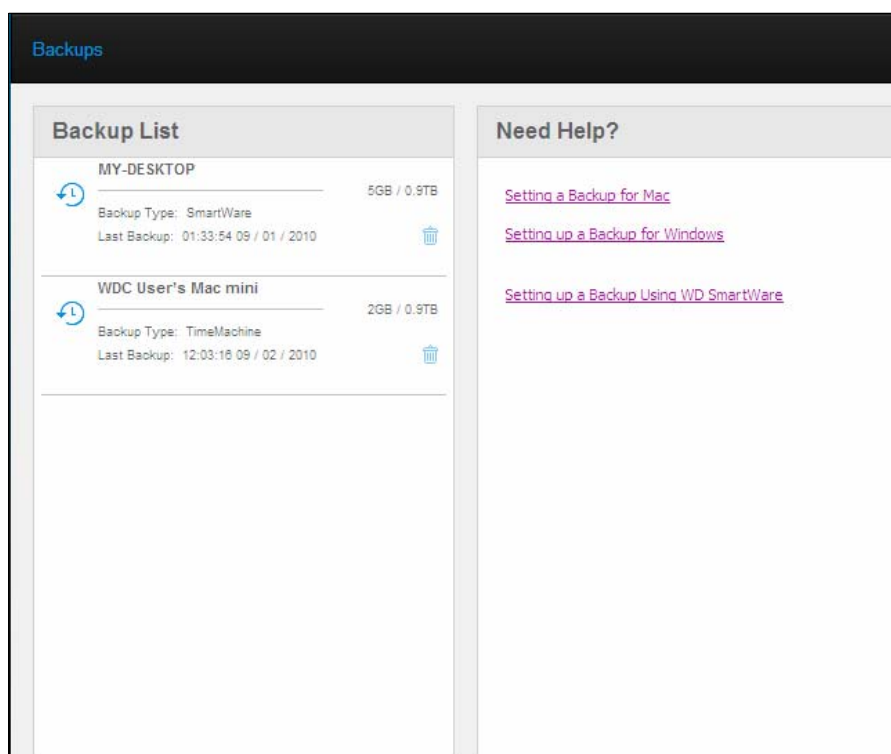 Backups
Backup List
MY-DESKTOP
5GB / 0.9TB
Backup Type: SmartWare
Last Backup: 01:33:54 09 / 01 / 2010
WDC User's Mac mini
2GB / 0.9TB
Backup Type: TimeMachine
Last Backup: 12:03:16 09 / 02 / 2010
Need Help?
Setting a Backup for Mac
Setting up a Backup for Windows
Setting up a Backup Using WD SmartWare